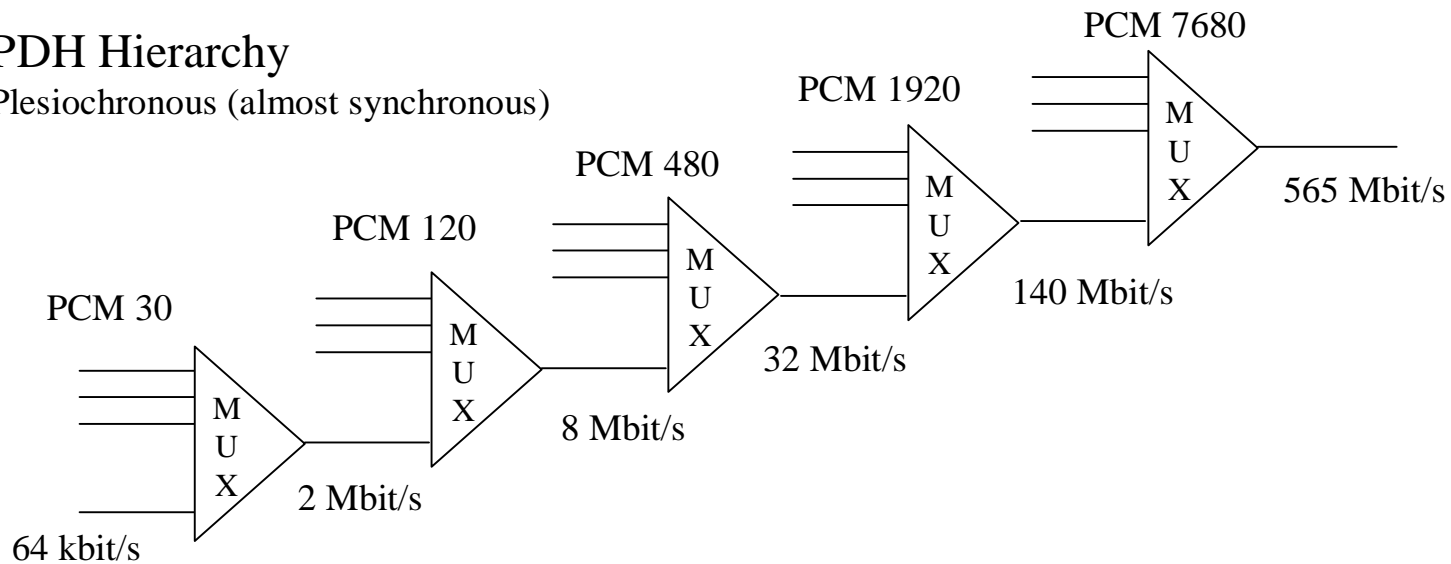 PDH Hierarchy
Plesiochronous (almost synchronous)
PCM 30
M
U
X
64 kbit/s
2 Mbit/s
PCM 120
M
U
X
8 Mbit/s
PCM 480
M
U
X
32 Mbit/s
PCM 1920
M
U
X
140 Mbit/s
PCM 7680
M
U
X
565 Mbit/s